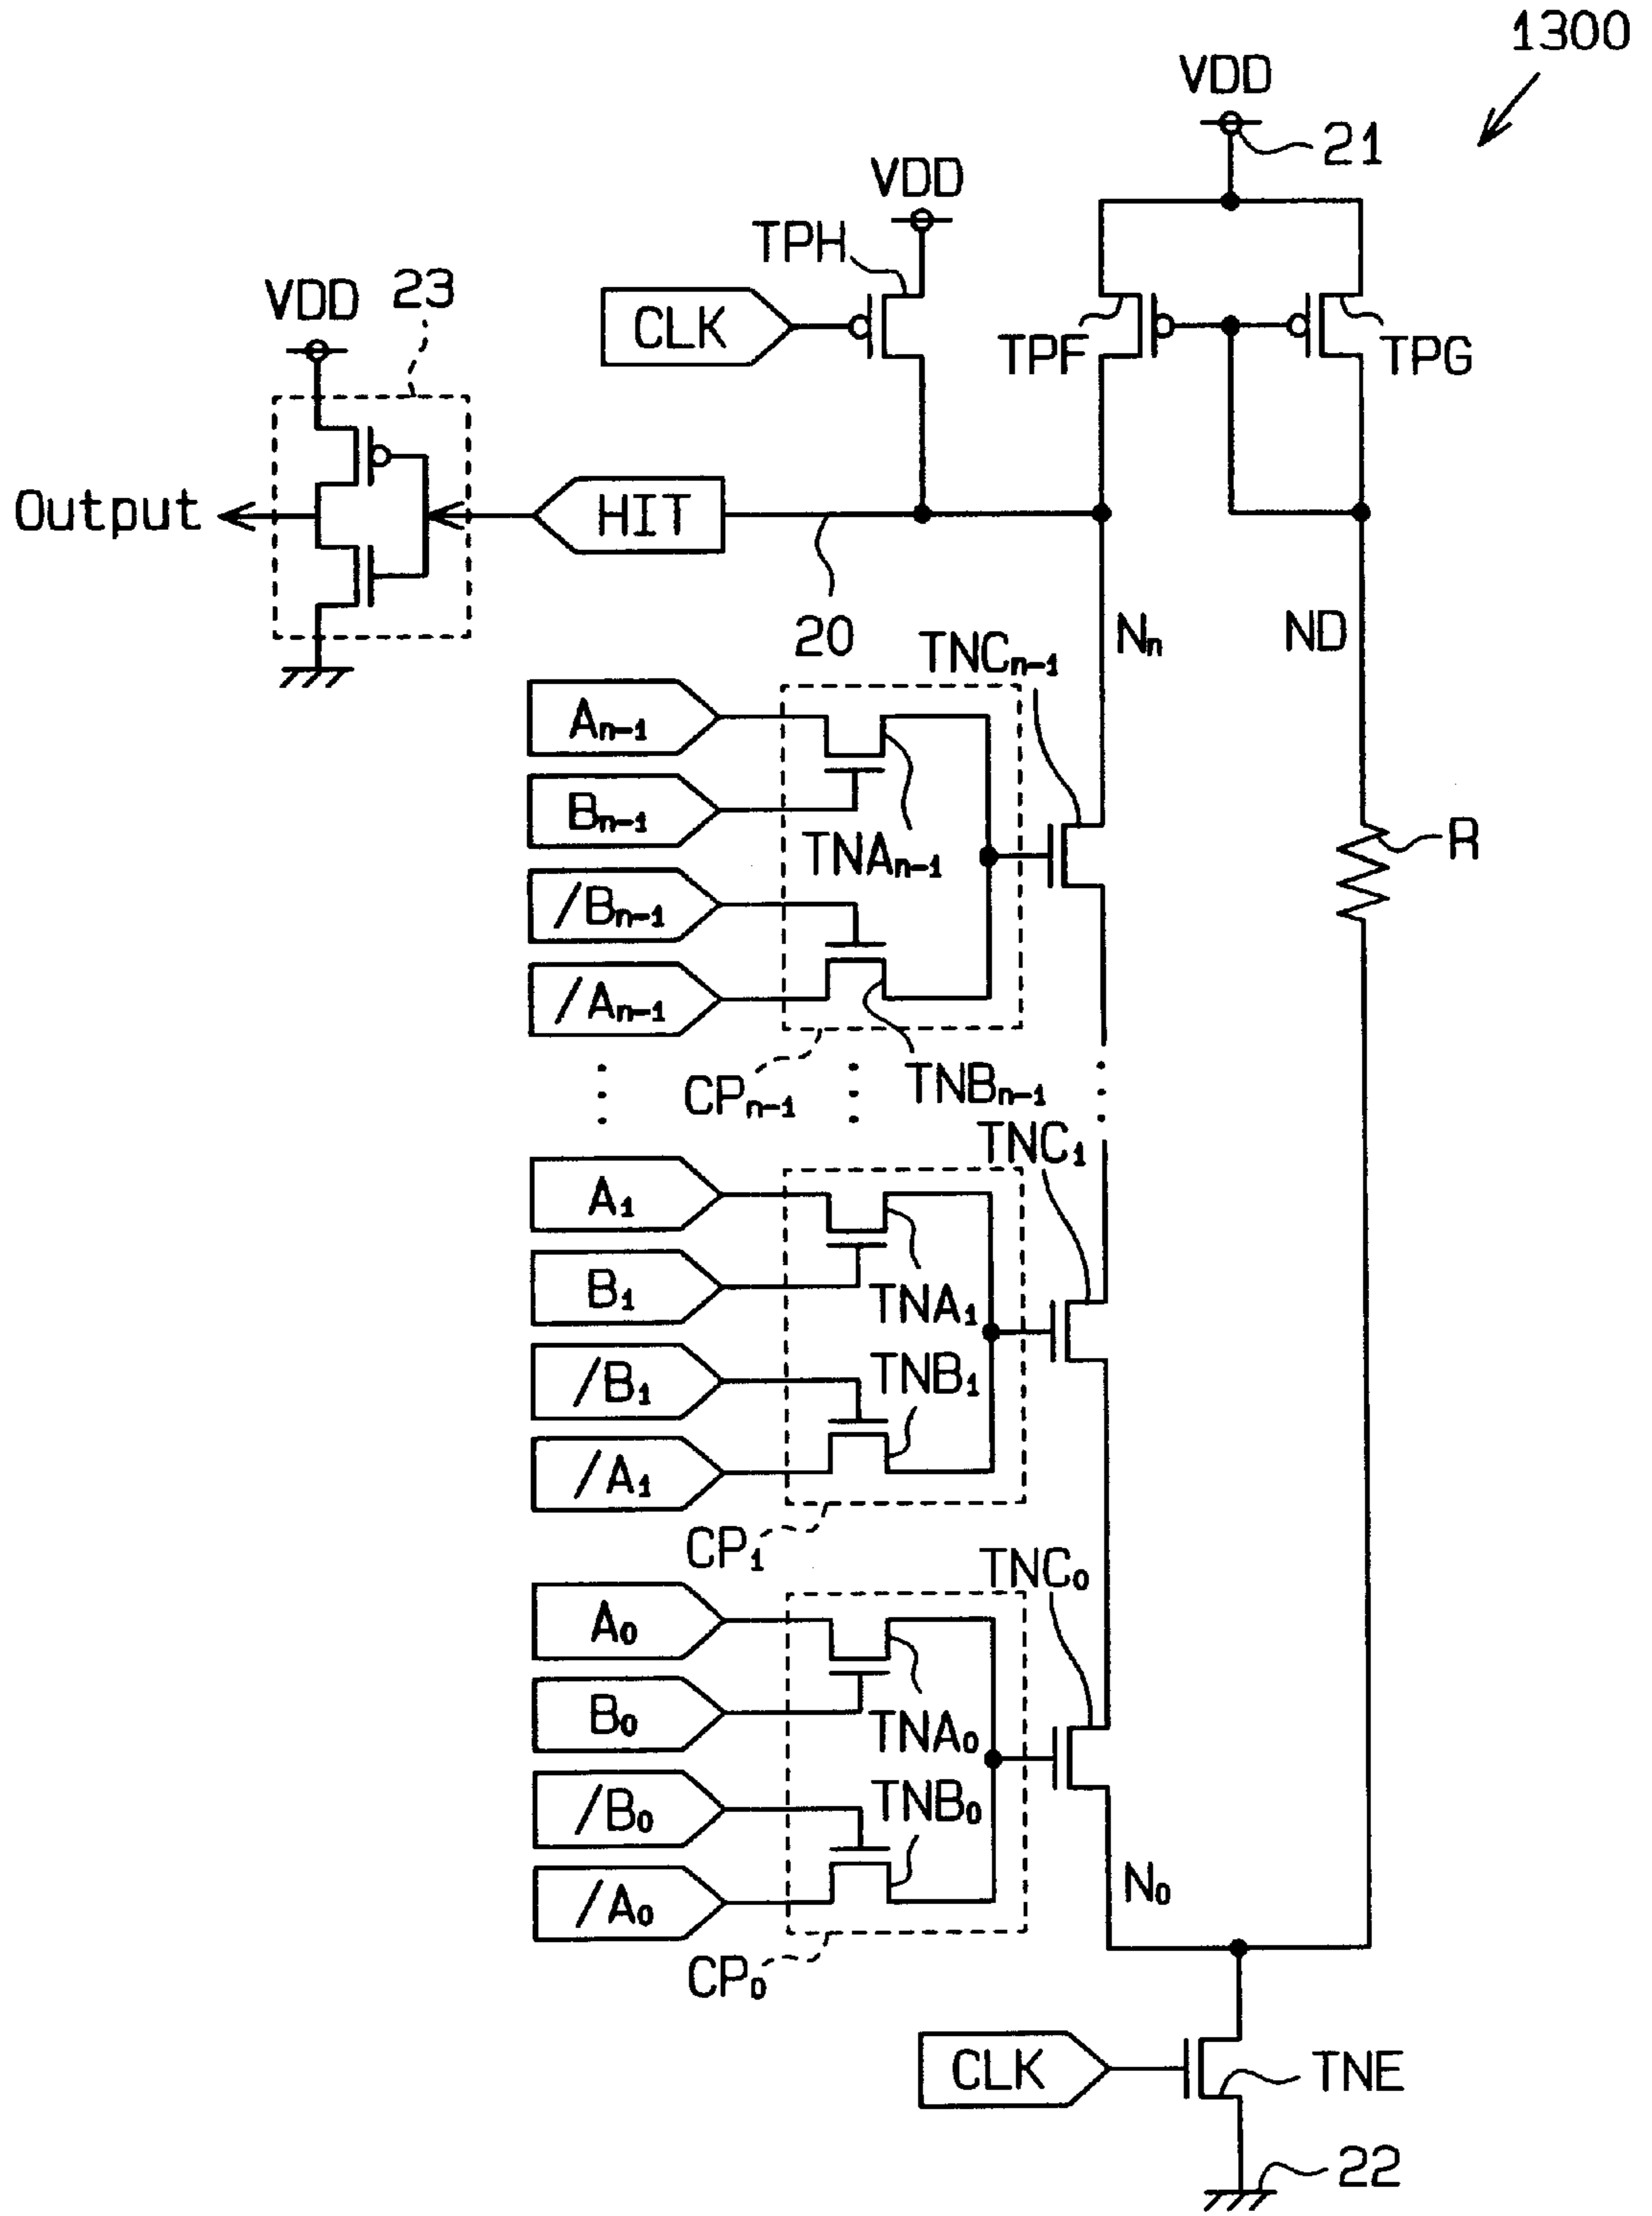 1300
VDD
21
VDD
TPH
VDD
23
CLK
TPF
TPG
Output
HIT
20
Nn
ND
TNCn-1
An-1
Bn-1
TNAn-1
R
/Bn-1
/An-1
CPn-1
TNBn-1
TNC1
A1
B1
TNA1
/B1
TNB1
/A1
CP1
TNC0
A0
B0
TNA0
/B0
TNB0
/A0
N0
CP0
CLK
TNE
22